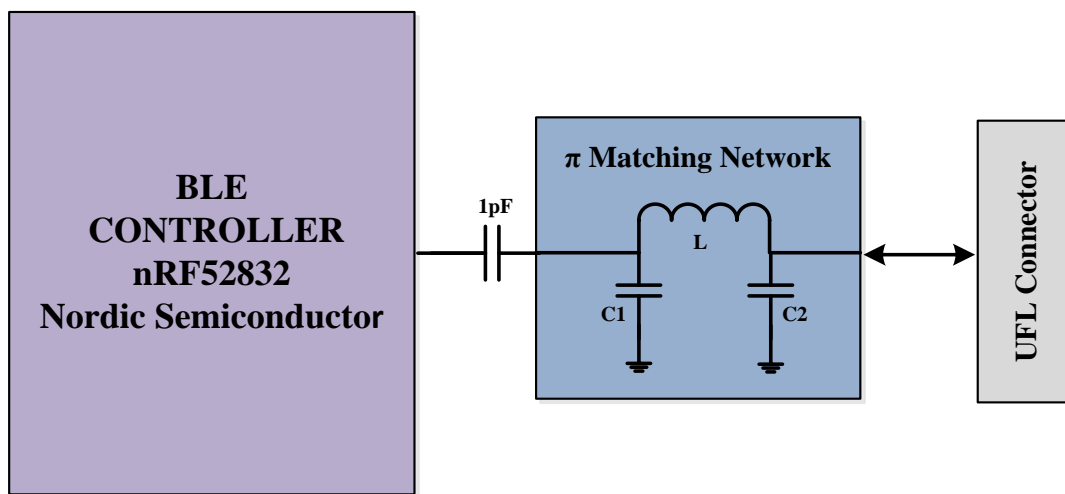 BLE
CONTROLLER
nRF52832
Nordic Semiconductor
1pF
π Matching Network
L
C1
C2
UFL Connector